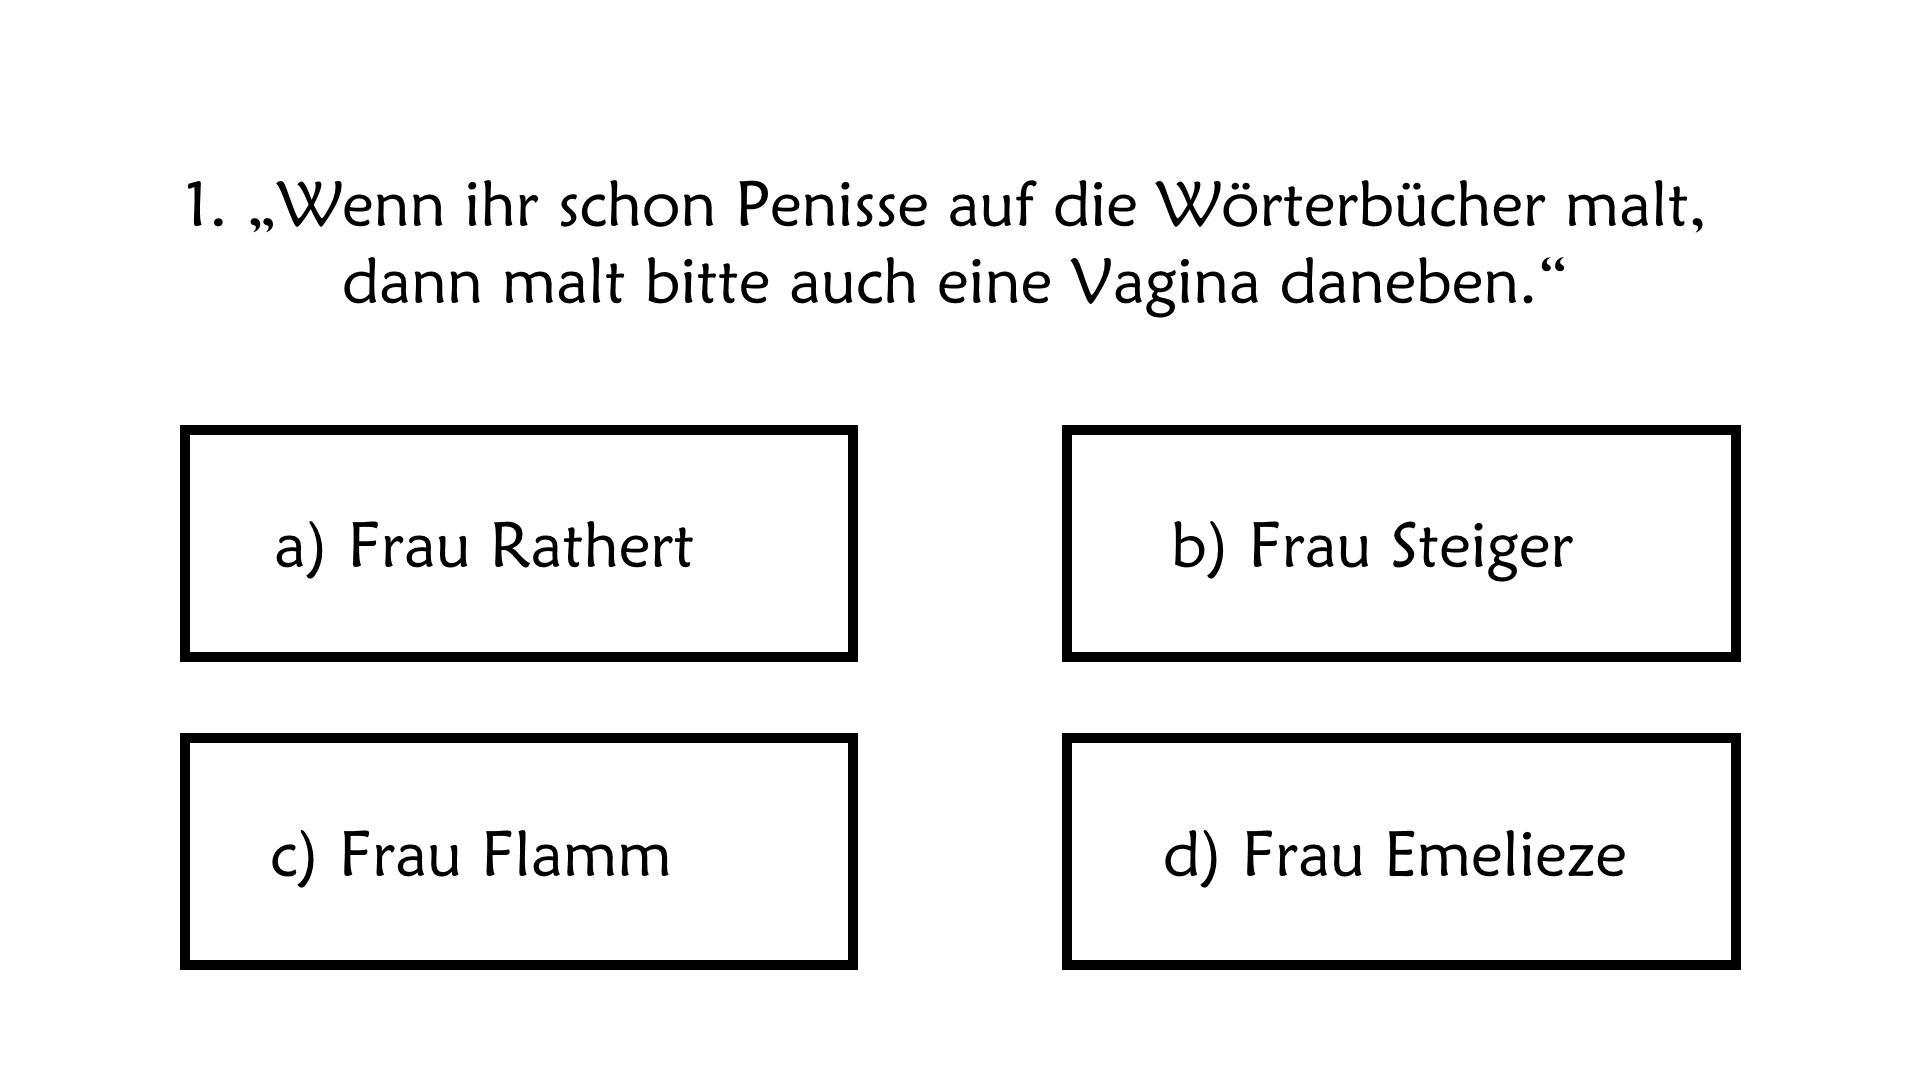 1. „Wenn ihr schon Penisse auf die Wörterbücher malt,
dann malt bitte auch eine Vagina daneben.“
a) Frau Rathert
b) Frau Steiger
c) Frau Flamm
d) Frau Emelieze